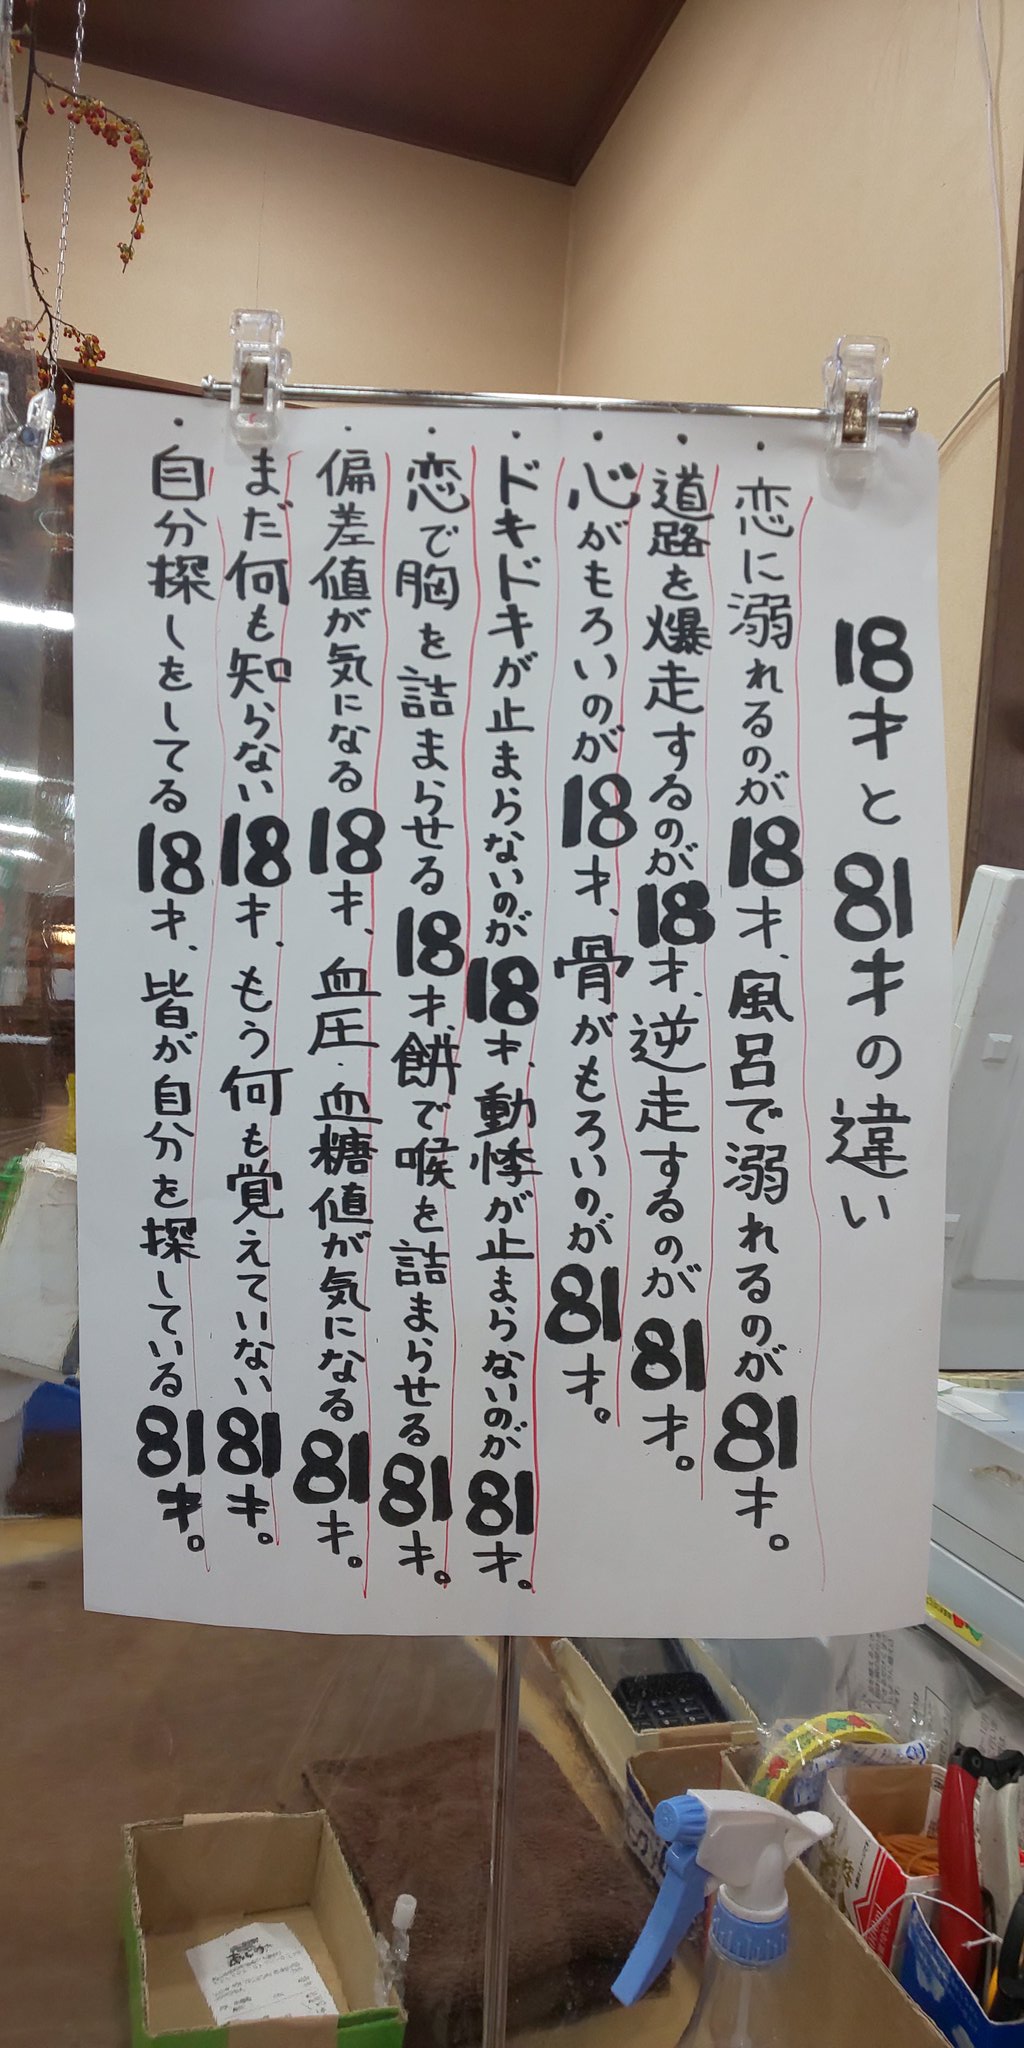 18才と81才の違い
・恋に溺れるのが18才、風呂で溺れるのが81才。
・道路を爆走するのが18才、逆走するのが81才。
・心がもろいのが18才、骨がもろいのが81才。
・ドキドキが止まらないのが18才、動悸が止まらないのが81才。
・恋で胸を詰まらせる18才、餅で喉を詰まらせる81才。
・偏差値が気になる18才、血圧・血糖値が気になる81才。
まだ何も知らない18才、もう何も覚えていない81才。
・自分探しをしてる18才、皆が自分を探している81才。